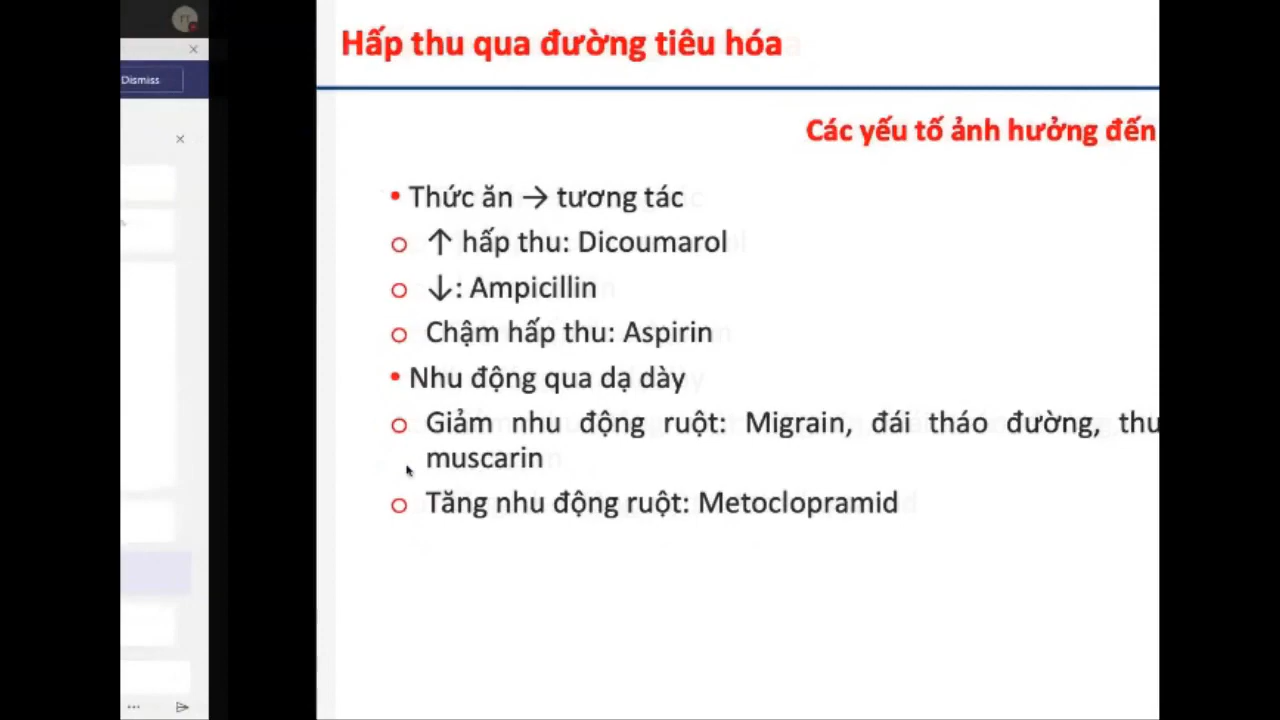 Dismiss
Hấp thu qua đường tiêu hóa
Các yếu tố ảnh hưởng đến
• Thức ăn → tương tác
o ↑ hấp thu: Dicoumarol
o ↓: Ampicillin
o Chậm hấp thu: Aspirin
• Nhu động qua dạ dày
o Giảm nhu động ruột: Migrain, đái tháo đường,
muscarin
o Tăng nhu động ruột: Metoclopramid